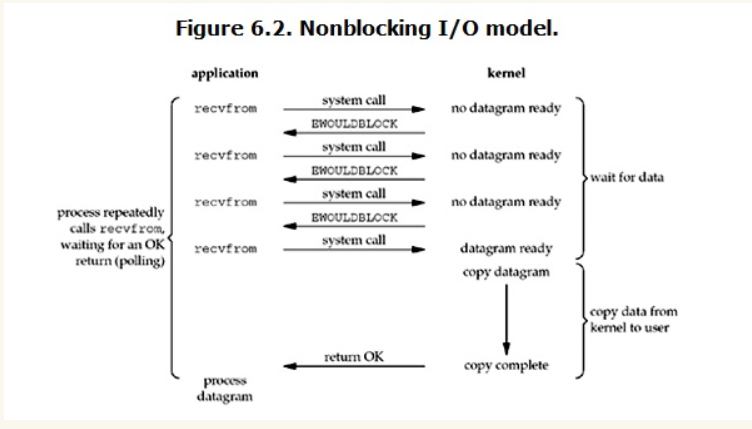 Figure 6.2. Nonblocking I/O model.
application kernel
recvfrom system call no datagram ready
EWOULDBLOCK
recvfrom system call no datagram ready
EWOULDBLOCK
wait for data
recvfrom system call no datagram ready
EWOULDBLOCK
process repeatedly
calls recvfrom,
waiting for an OK
return (polling)
recvfrom system call datagram ready
copy datagram
copy data from
kernel to user
return OK copy complete
process
datagram